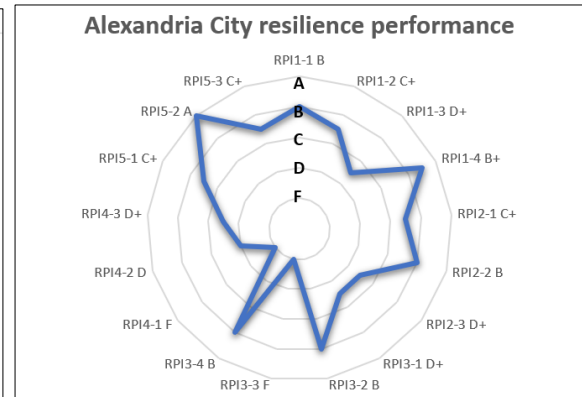 Alexandria City resilience performance
RPI1-1 B
RPI1-2 C+
RPI1-3 D+
RPI1-4 B+
RPI2-1 C+
RPI2-2 B
RPI2-3 D+
RPI3-1 D+
RPI3-2 B
RPI3-3 F
RPI3-4 B
RPI4-1 F
RPI4-2 D
RPI4-3 D+
RPI5-1 C+
RPI5-2 A
RPI5-3 C+
A
B
C
D
F